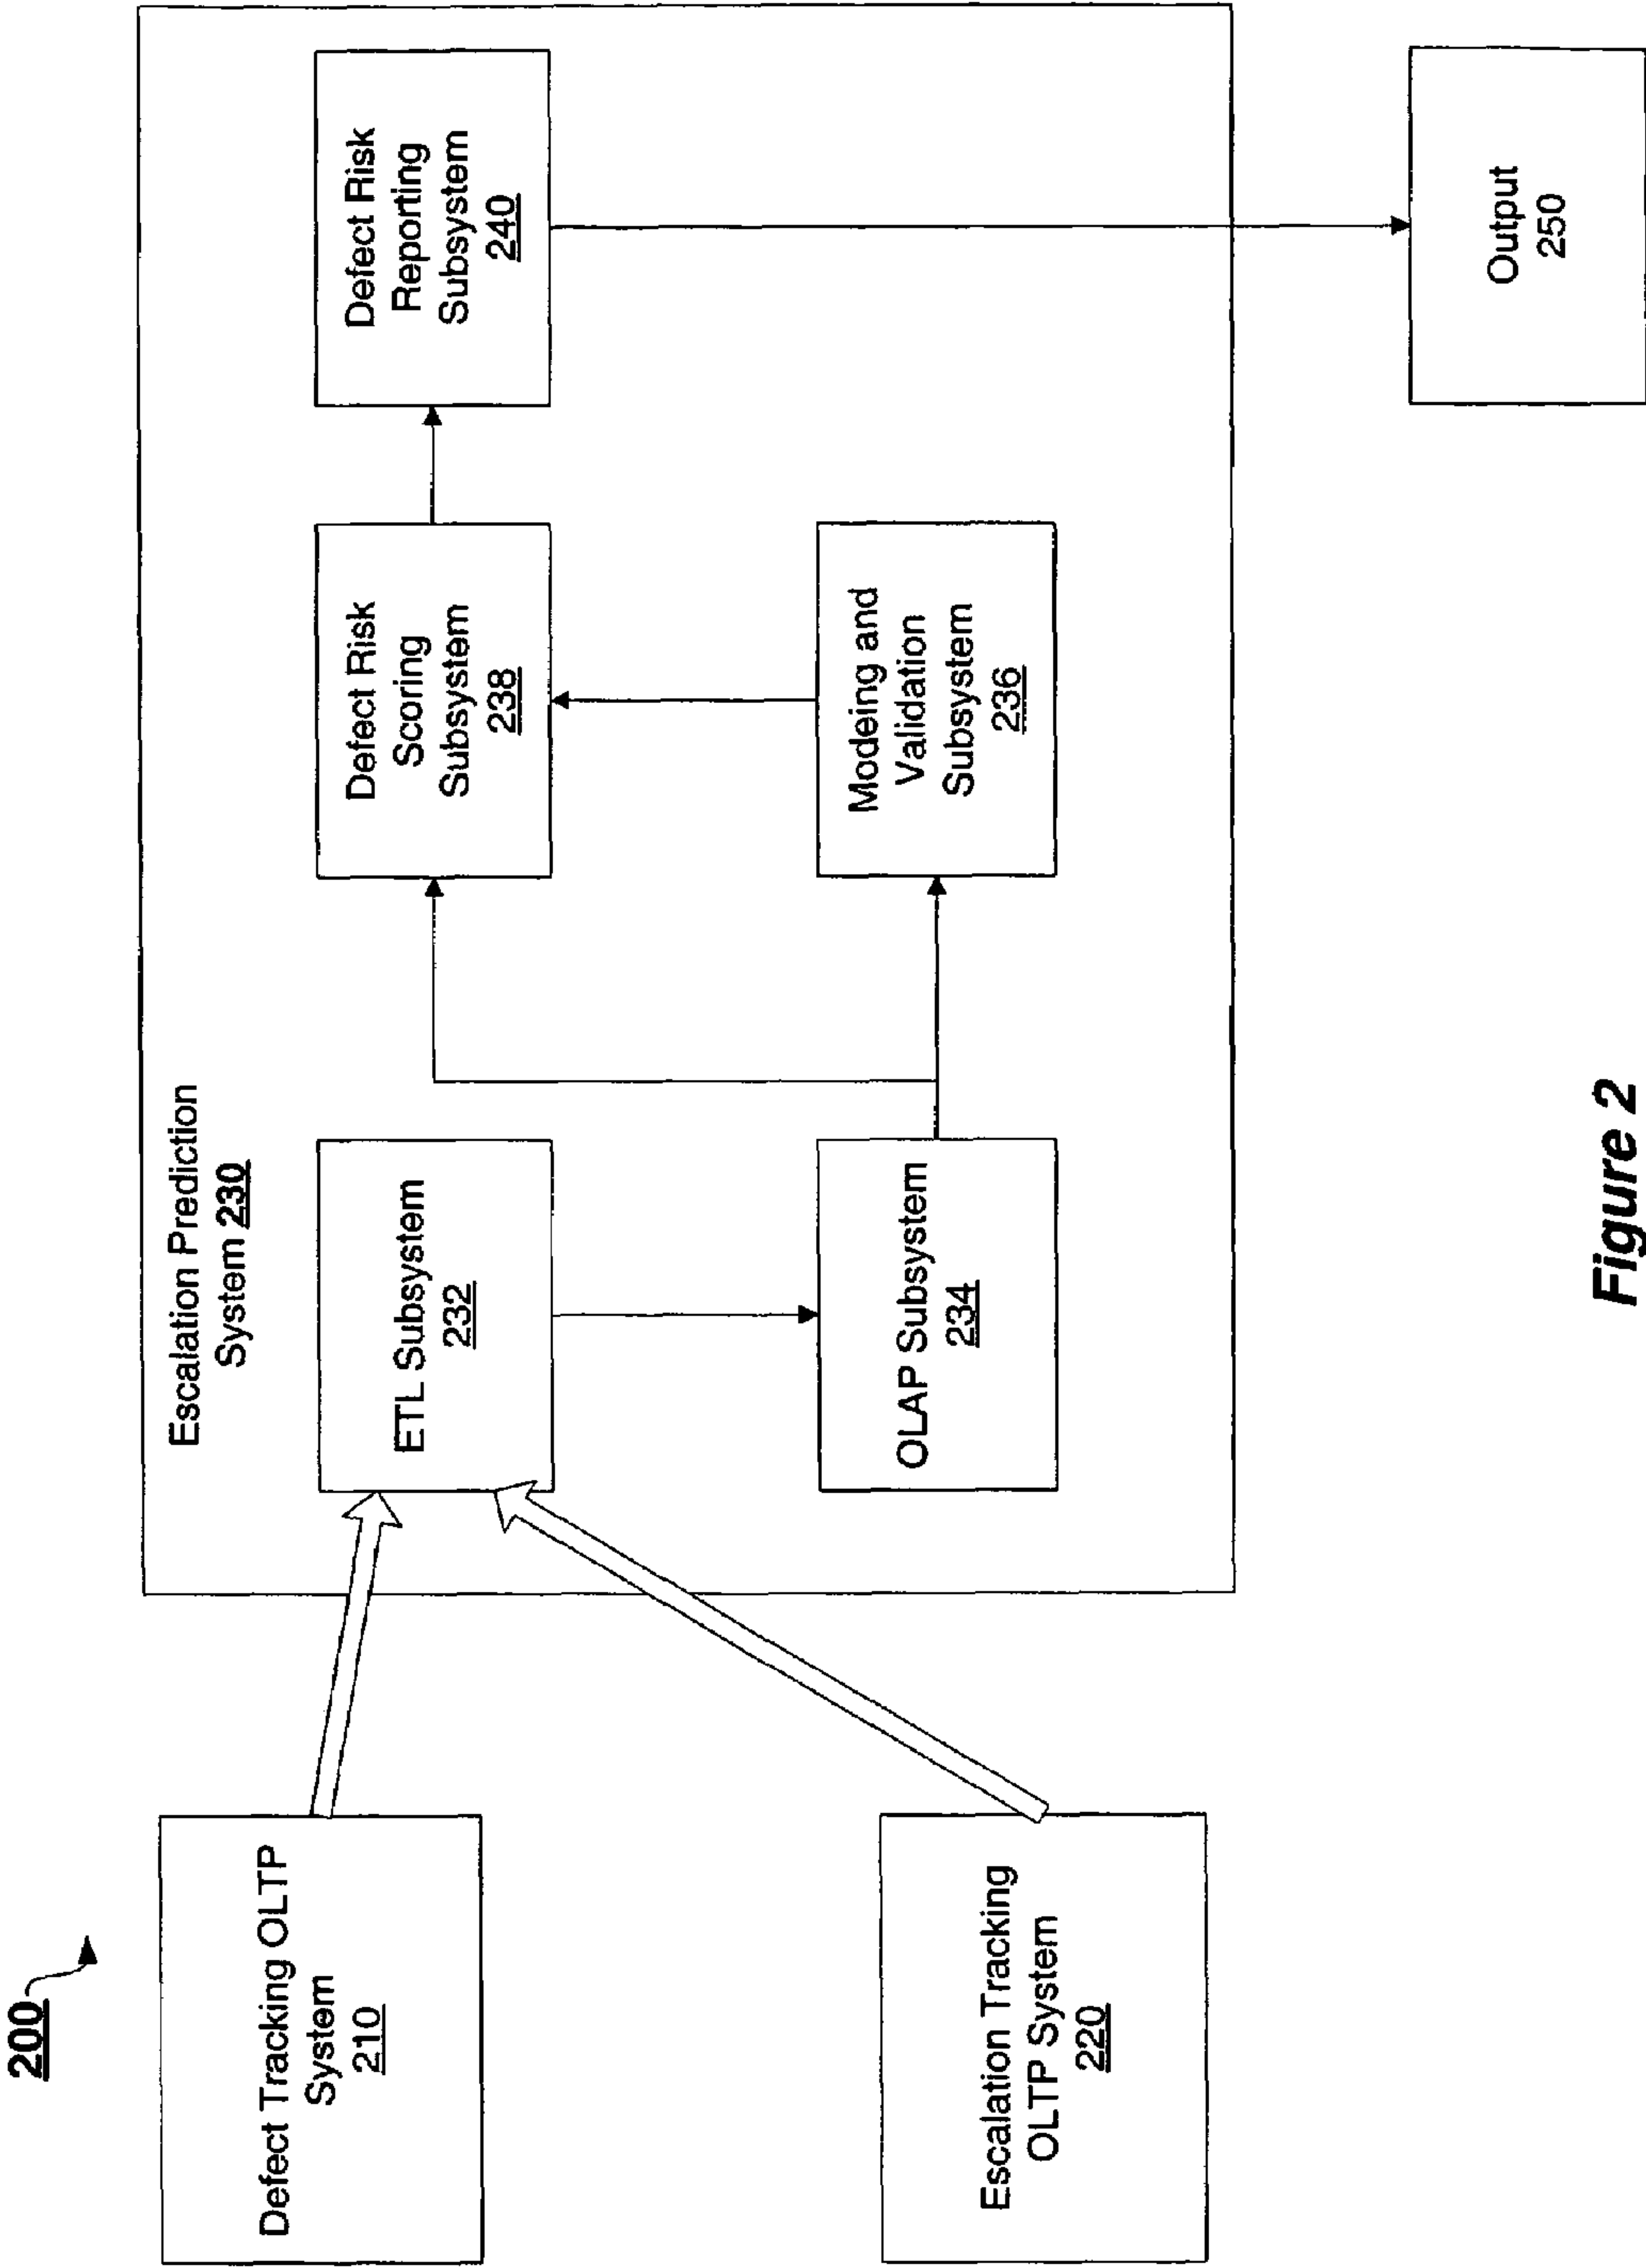 200
Defect Tracking OLTP
System
210
Escalation Tracking
OLTP System
220
Escalation Prediction
System 230
ETL Subsystem
232
OLAP Subsystem
234
Defect Risk
Scoring
Subsystem
238
Modeing and
Validation
Subsystem
236
Defect Risk
Reporting
Subsystem
240
Output
250
Figure 2